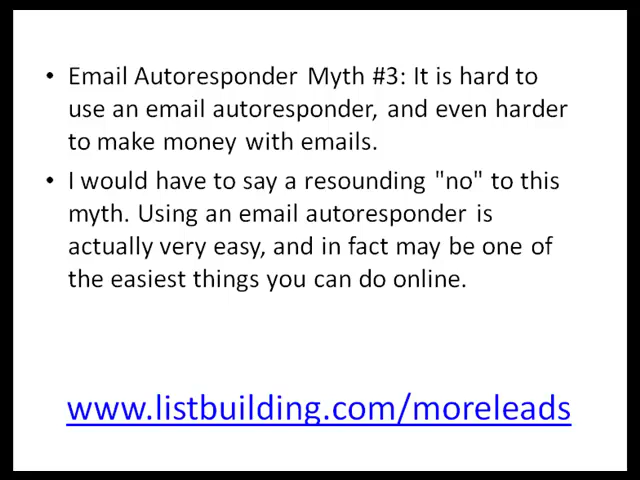 • Email Autoresponder Myth #3: It is hard to
use an email autoresponder, and even harder
to make money with emails.
• I would have to say a resounding "no" to this
myth. Using an email autoresponder is
actually very easy, and in fact may be one of
the easiest things you can do online.
www.listbuilding.com/moreleads